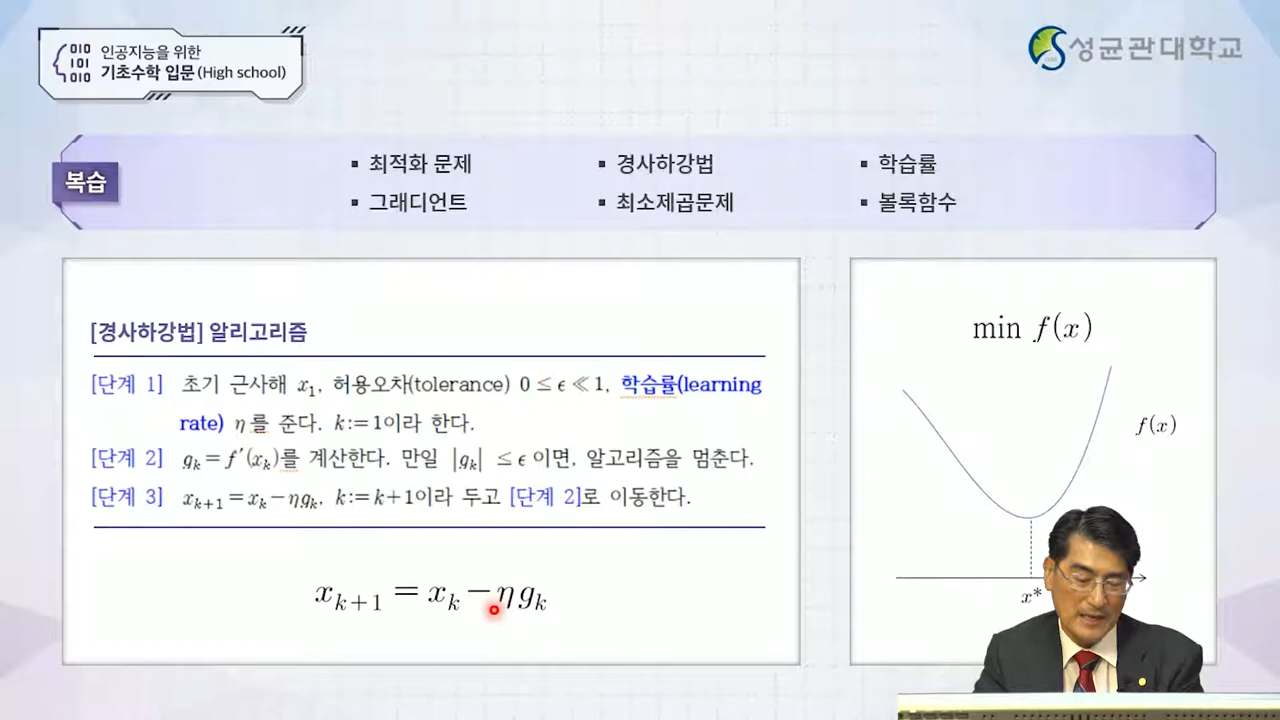 010
101
010
인공지능을 위한
기초수학 입문(High school)
성균관대학교
복습
▪ 최적화 문제
▪ 경사하강법
▪ 학습률
▪ 그래디언트
▪ 최소제곱문제
▪ 볼록함수
[경사하강법] 알리고리즘
[단계 1] 초기 근사해 x₁, 허용오차(tolerance) 0 ≤ ϵ ≪ 1, 학습률(learning
rate) η를 준다. k:=1이라 한다.
[단계 2] gₖ = f′(xₖ)를 계산한다. 만일 |gₖ| ≤ ϵ이면, 알고리즘을 멈춘다.
[단계 3] xₖ₊₁ = xₖ − ηgₖ, k:=k+1이라 두고 [단계 2]로 이동한다.
xₖ₊₁ = xₖ − ηgₖ
min f(x)
f(x)
x*